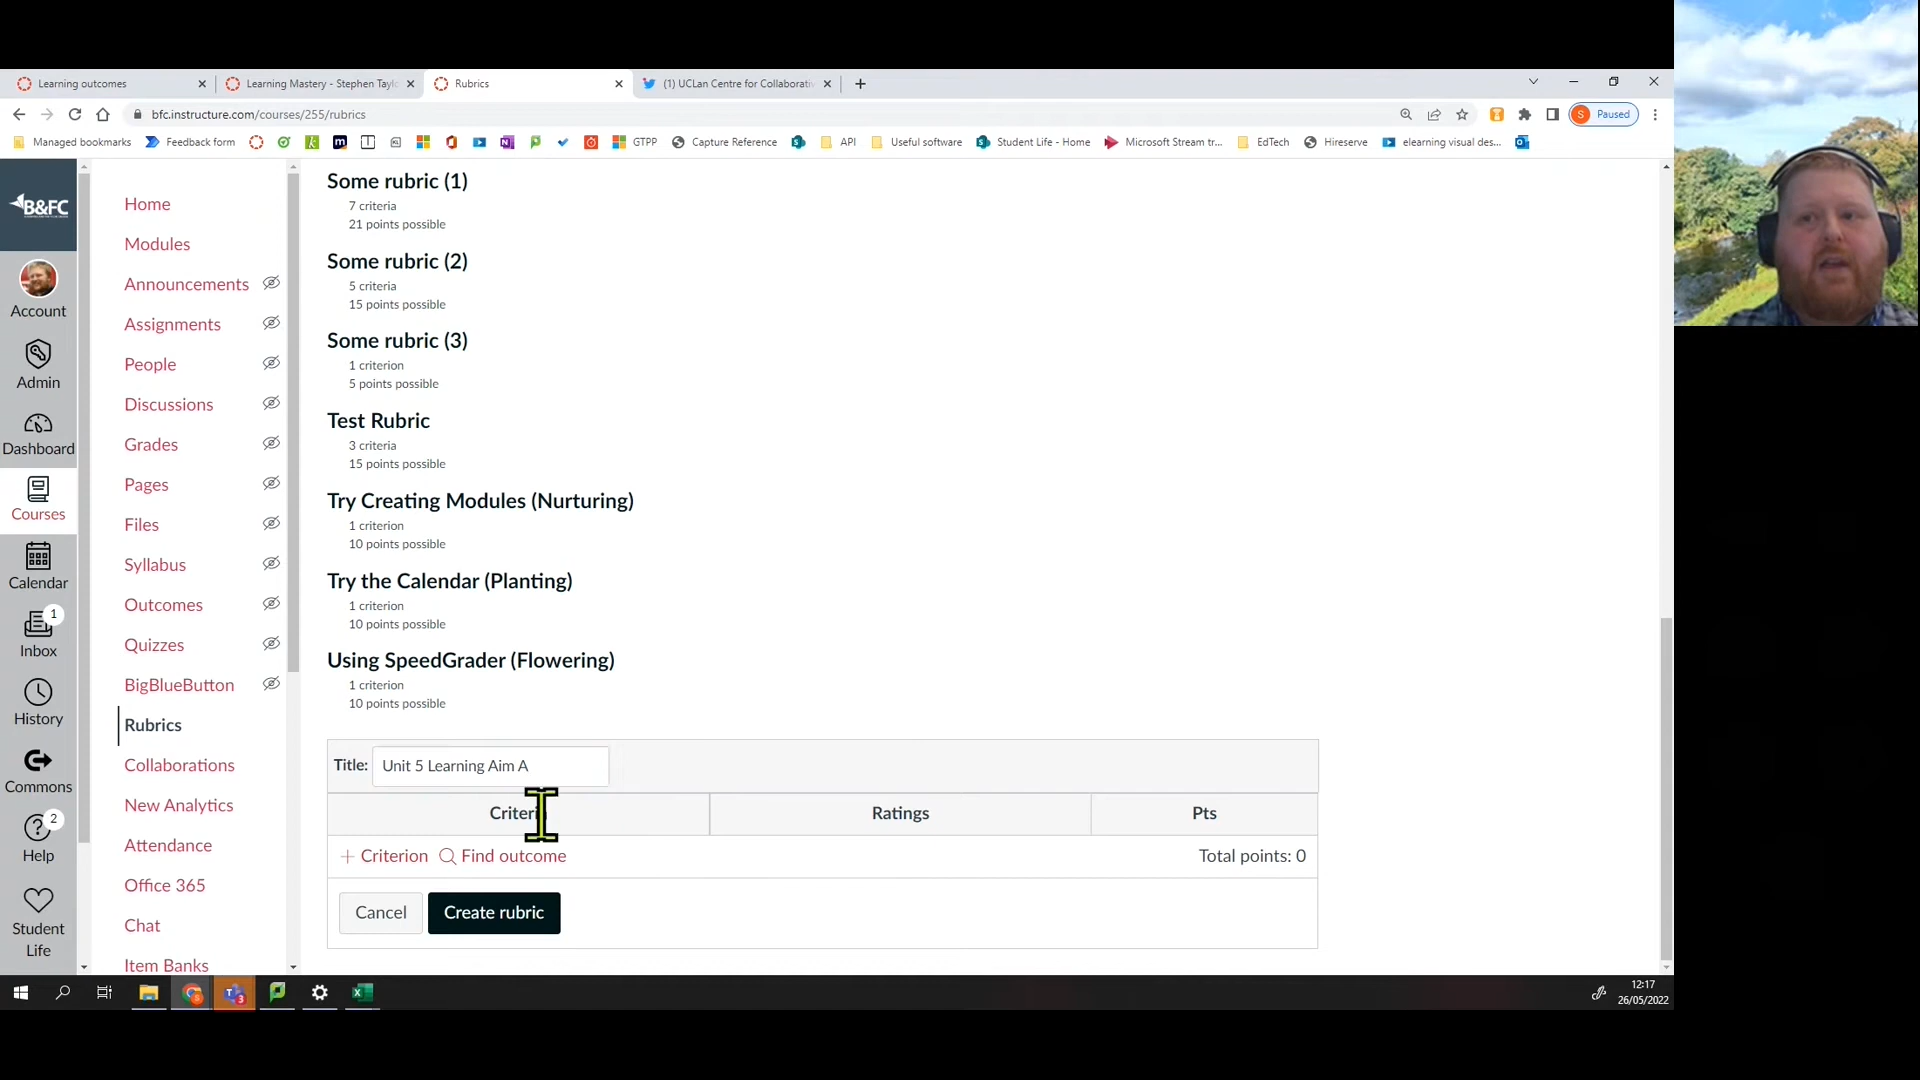 Learning outcomes
Learning Mastery - Stephen Taylo
Rubrics
(1) UCLan Centre for Collaborativ
bfc.instructure.com/courses/255/rubrics
S Paused
Managed bookmarks
Feedback form
GTPP
Capture Reference
API
Useful software
Student Life - Home
Microsoft Stream tr...
EdTech
Hireserve
elearning visual des...
B&FC
Account
Admin
Dashboard
Courses
Calendar
1
Inbox
History
Commons
2
Help
Student
Life
Home
Modules
Announcements
Assignments
People
Discussions
Grades
Pages
Files
Syllabus
Outcomes
Quizzes
BigBlueButton
Rubrics
Collaborations
New Analytics
Attendance
Office 365
Chat
Item Banks
Some rubric (1)
7 criteria
21 points possible
Some rubric (2)
5 criteria
15 points possible
Some rubric (3)
1 criterion
5 points possible
Test Rubric
3 criteria
15 points possible
Try Creating Modules (Nurturing)
1 criterion
10 points possible
Try the Calendar (Planting)
1 criterion
10 points possible
Using SpeedGrader (Flowering)
1 criterion
10 points possible
Title: Unit 5 Learning Aim A
Criteri
Ratings
Pts
Criterion
Find outcome
Total points: 0
Cancel
Create rubric
12:17
26/05/2022